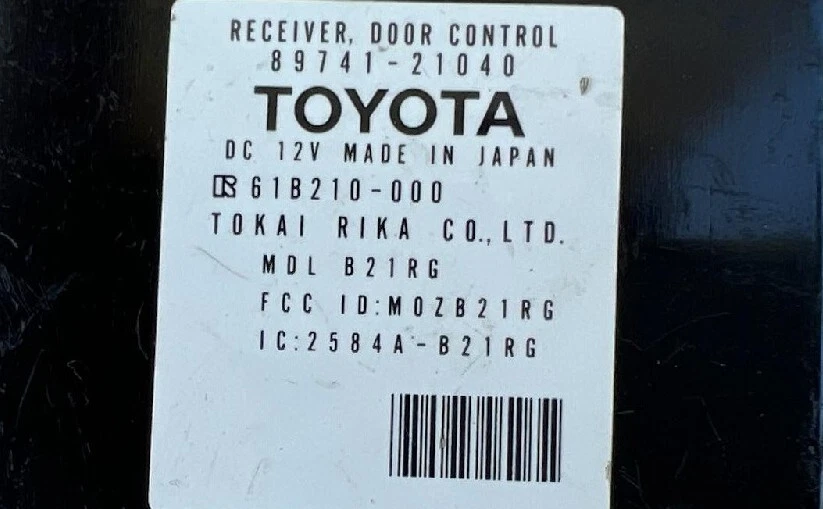 RECEIVER, DOOR CONTROL
89741-21040
TOYOTA
DC 12V MADE IN JAPAN
R 61B210-000
TOKAI RIKA CO.,LTD.
MDL B21RG
FCC ID:MOZB21RG
IC:2584A-B21RG